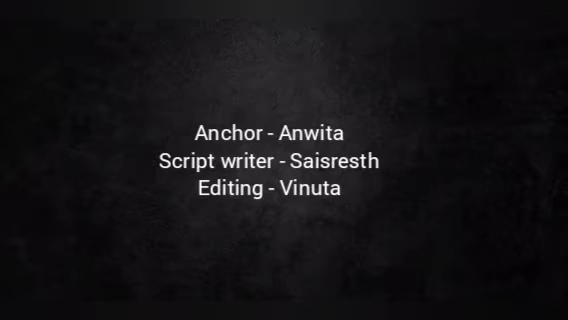 Anchor - Anwita
Script writer - Saisresth
Editing - Vinuta